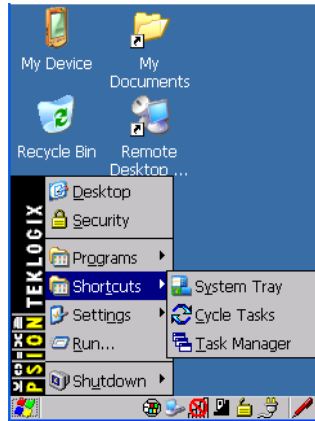 My Device
My Documents
Recycle Bin
Remote Desktop ...
Desktop
Security
Programs
Shortcuts
Settings
Run...
Shutdown
System Tray
Cycle Tasks
Task Manager
PSION TEKLOGIX